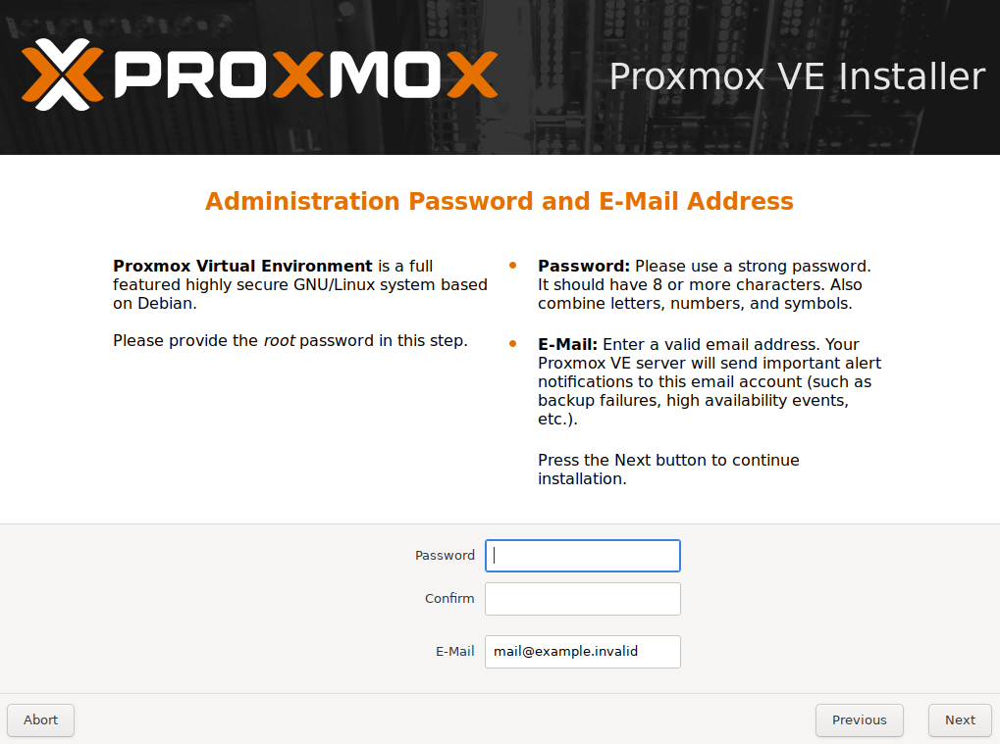 PROXMOX
Proxmox VE Installer
Administration Password and E-Mail Address
Proxmox Virtual Environment is a full
featured highly secure GNU/Linux system based
on Debian.
Please provide the root password in this step.
Password: Please use a strong password.
It should have 8 or more characters. Also
combine letters, numbers, and symbols.
E-Mail: Enter a valid email address. Your
Proxmox VE server will send important alert
notifications to this email account (such as
backup failures, high availability events,
etc.).
Press the Next button to continue
installation.
Password
Confirm
E-Mail mail@example.invalid
Abort Previous Next